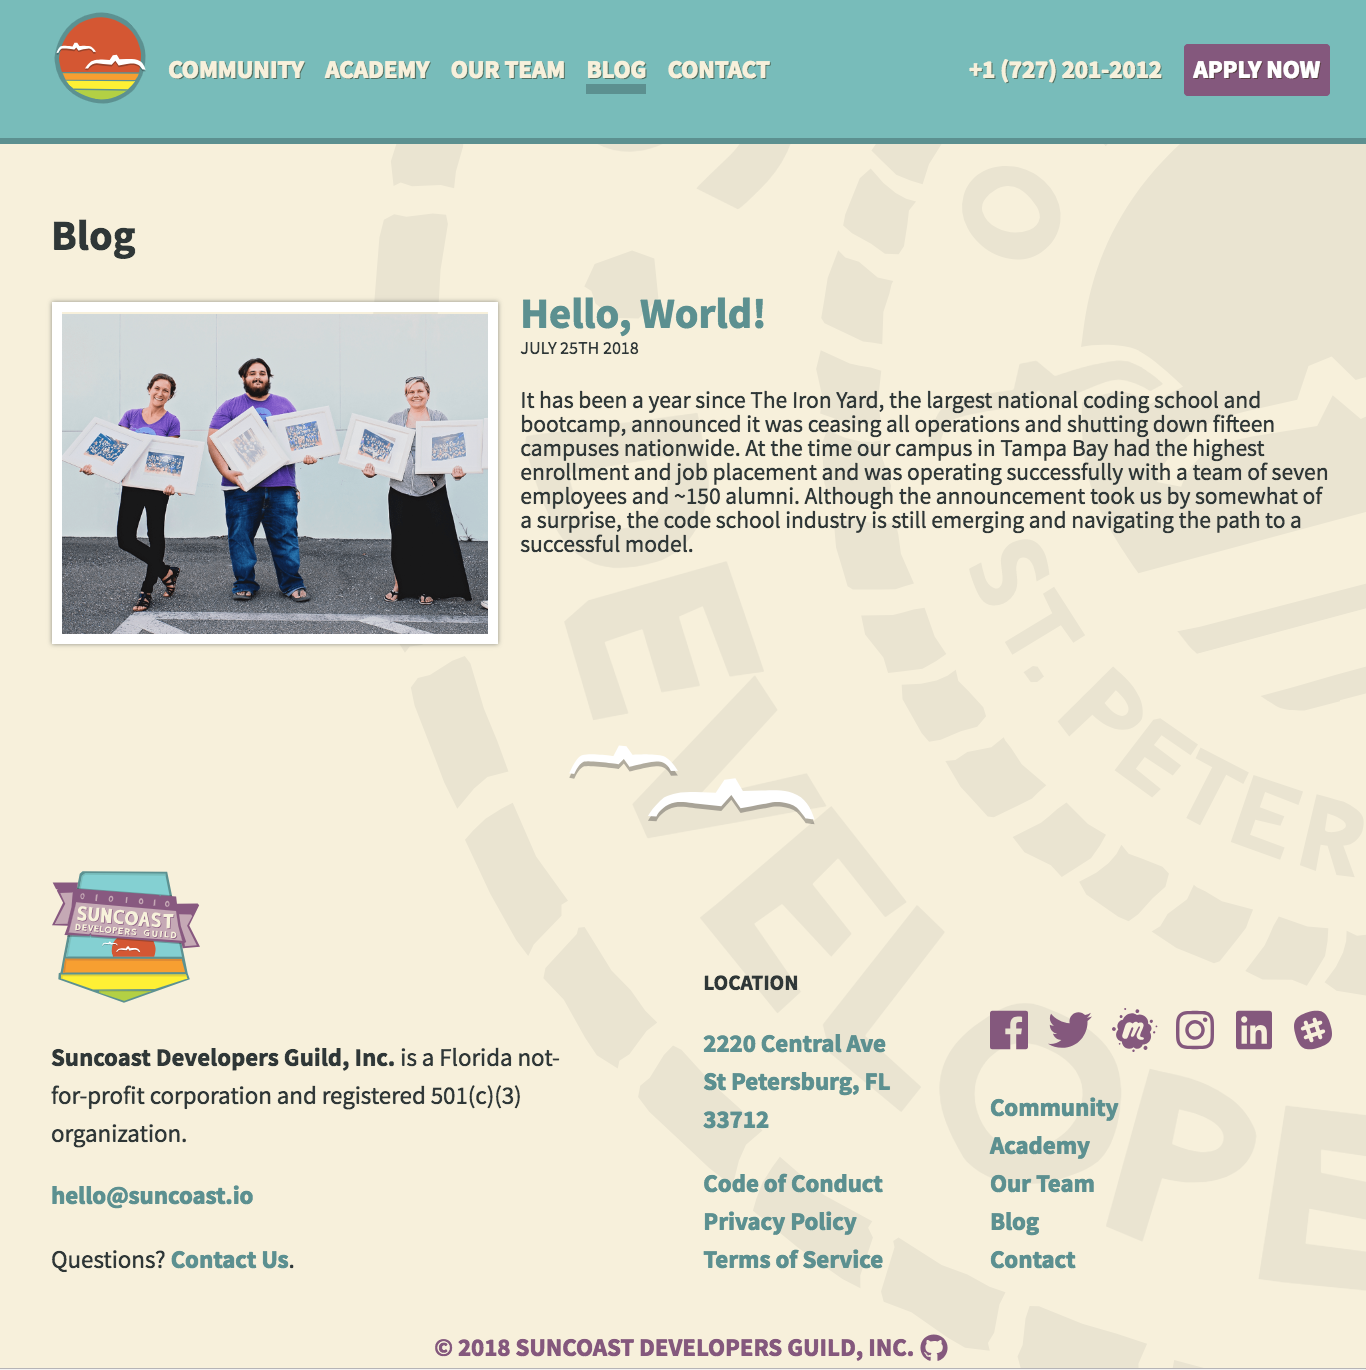 COMMUNITY ACADEMY OUR TEAM BLOG CONTACT +1 (727) 201-2012 APPLY NOW
Blog
Hello, World!
JULY 25TH 2018
It has been a year since The Iron Yard, the largest national coding school and
bootcamp, announced it was ceasing all operations and shutting down fifteen
campuses nationwide. At the time our campus in Tampa Bay had the highest
enrollment and job placement and was operating successfully with a team of seven
employees and ~150 alumni. Although the announcement took us by somewhat of
a surprise, the code school industry is still emerging and navigating the path to a
successful model.
ST. PETER
DEVELOPE
0101010
SUNCOAST
DEVELOPERS GUILD
Suncoast Developers Guild, Inc. is a Florida not-
for-profit corporation and registered 501(c)(3)
organization.
hello@suncoast.io
Questions? Contact Us.
LOCATION
2220 Central Ave
St Petersburg, FL
33712
Code of Conduct
Privacy Policy
Terms of Service
Community
Academy
Our Team
Blog
Contact
© 2018 SUNCOAST DEVELOPERS GUILD, INC.